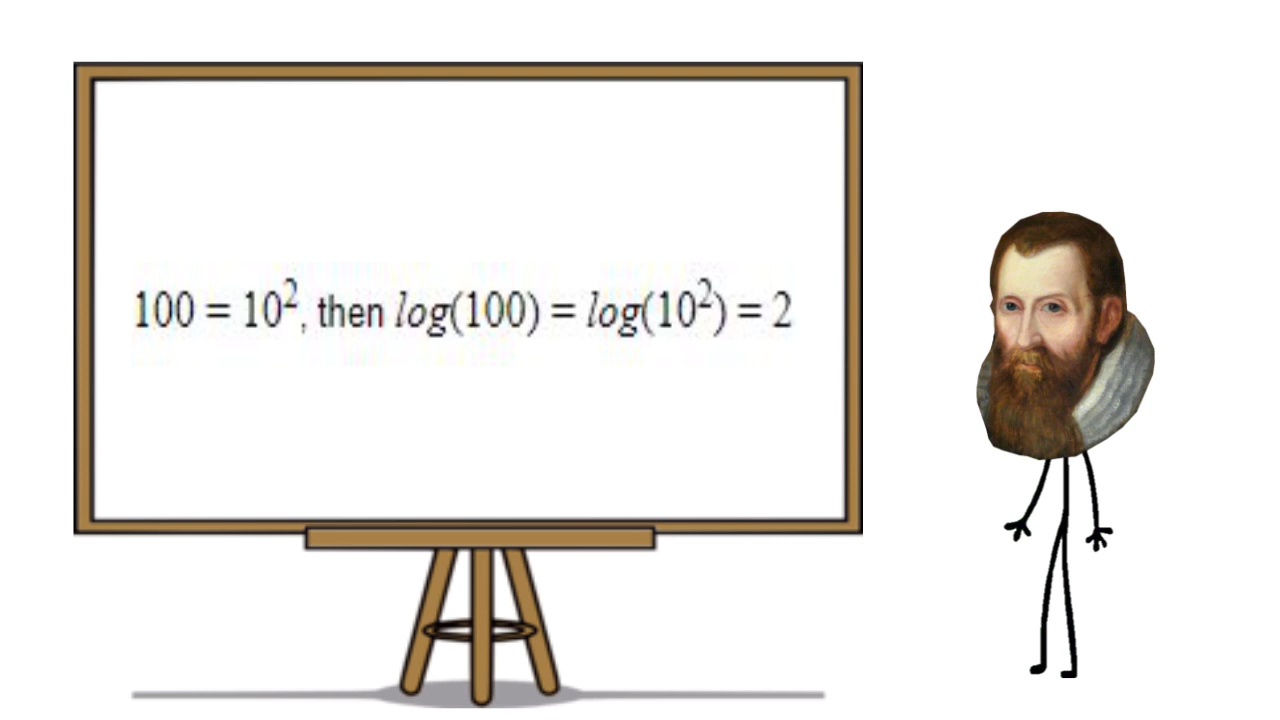 100 = 10², then log(100) = log(10²) = 2